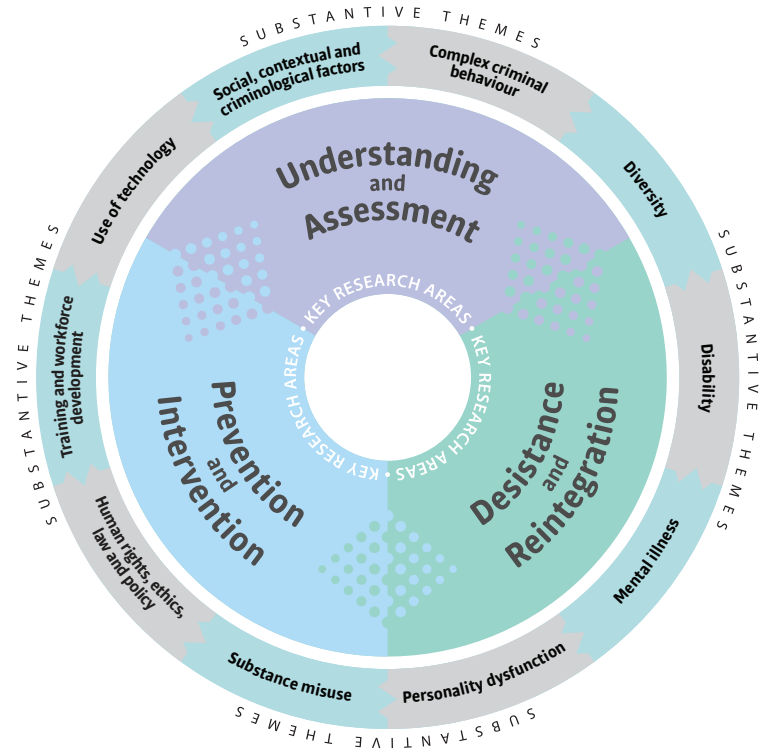 SUBSTANTIVE THEMES
Social, contextual and
criminological factors
Complex criminal
behaviour
Diversity
SUBSTANTIVE THEMES
Disability
Mental illness
Personality dysfunction
SUBSTANTIVE THEMES
Substance misuse
Human rights, ethics,
law and policy
SUBSTANTIVE THEMES
Training and workforce
development
Use of technology
Understanding
and
Assessment
Desistance
and
Reintegration
Prevention
and
Intervention
• KEY RESEARCH AREAS
• KEY RESEARCH AREAS
• KEY RESEARCH AREAS